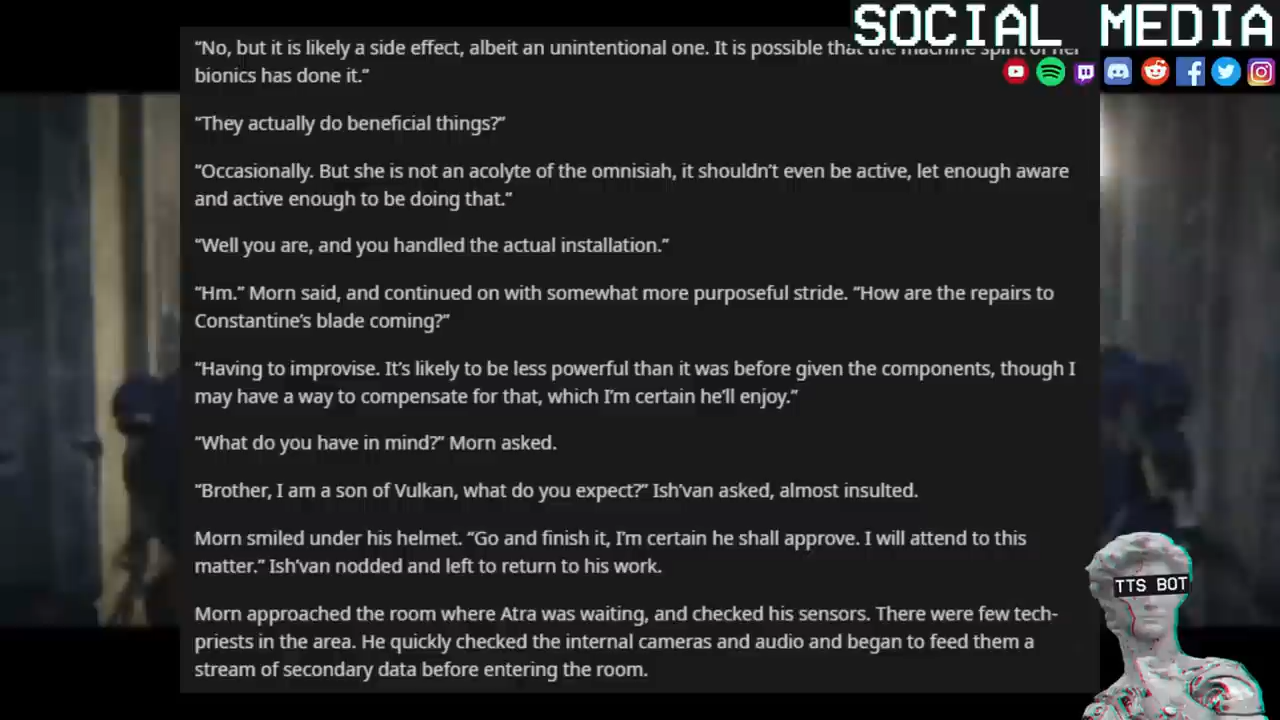 SOCIAL MEDIA
“No, but it is likely a side effect, albeit an unintentional one. It is possible that the machine spirit of her
bionics has done it.”
“They actually do beneficial things?”
“Occasionally. But she is not an acolyte of the omnisiah, it shouldn’t even be active, let enough aware
and active enough to be doing that.”
“Well you are, and you handled the actual installation.”
“Hm.” Morn said, and continued on with somewhat more purposeful stride. “How are the repairs to
Constantine’s blade coming?”
“Having to improvise. It’s likely to be less powerful than it was before given the components, though I
may have a way to compensate for that, which I’m certain he’ll enjoy.”
“What do you have in mind?” Morn asked.
“Brother, I am a son of Vulkan, what do you expect?” Ish’van asked, almost insulted.
Morn smiled under his helmet. “Go and finish it, I’m certain he shall approve. I will attend to this
matter.” Ish’van nodded and left to return to his work.
Morn approached the room where Atra was waiting, and checked his sensors. There were few tech-
priests in the area. He quickly checked the internal cameras and audio and began to feed them a
stream of secondary data before entering the room.
TTS BOT